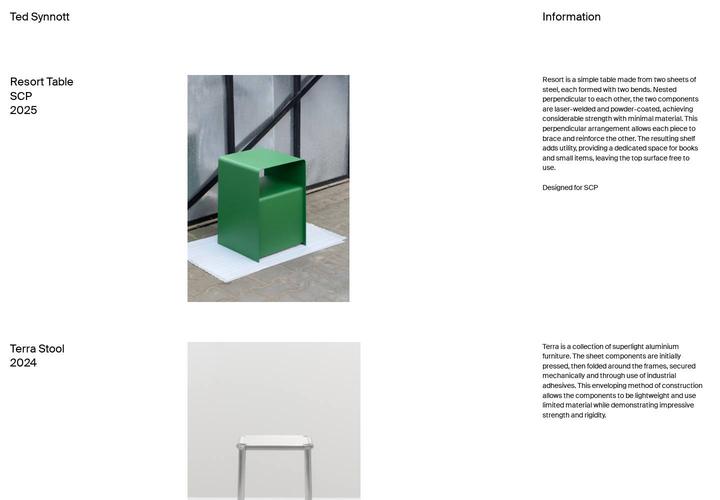 Ted Synnott
Information
Resort Table
SCP
2025
Resort is a simple table made from two sheets of
steel, each formed with two bends. Nested
perpendicular to each other, the two components
are laser-welded and powder-coated, achieving
considerable strength with minimal material. This
perpendicular arrangement allows each piece to
brace and reinforce the other. The resulting shelf
adds utility, providing a dedicated space for books
and small items, leaving the top surface free to
use.
Designed for SCP
Terra Stool
2024
Terra is a collection of superlight aluminium
furniture. The sheet components are initially
pressed, then folded around the frames, secured
mechanically and through use of industrial
adhesives. This enveloping method of construction
allows the components to be lightweight and use
limited material while demonstrating impressive
strength and rigidity.